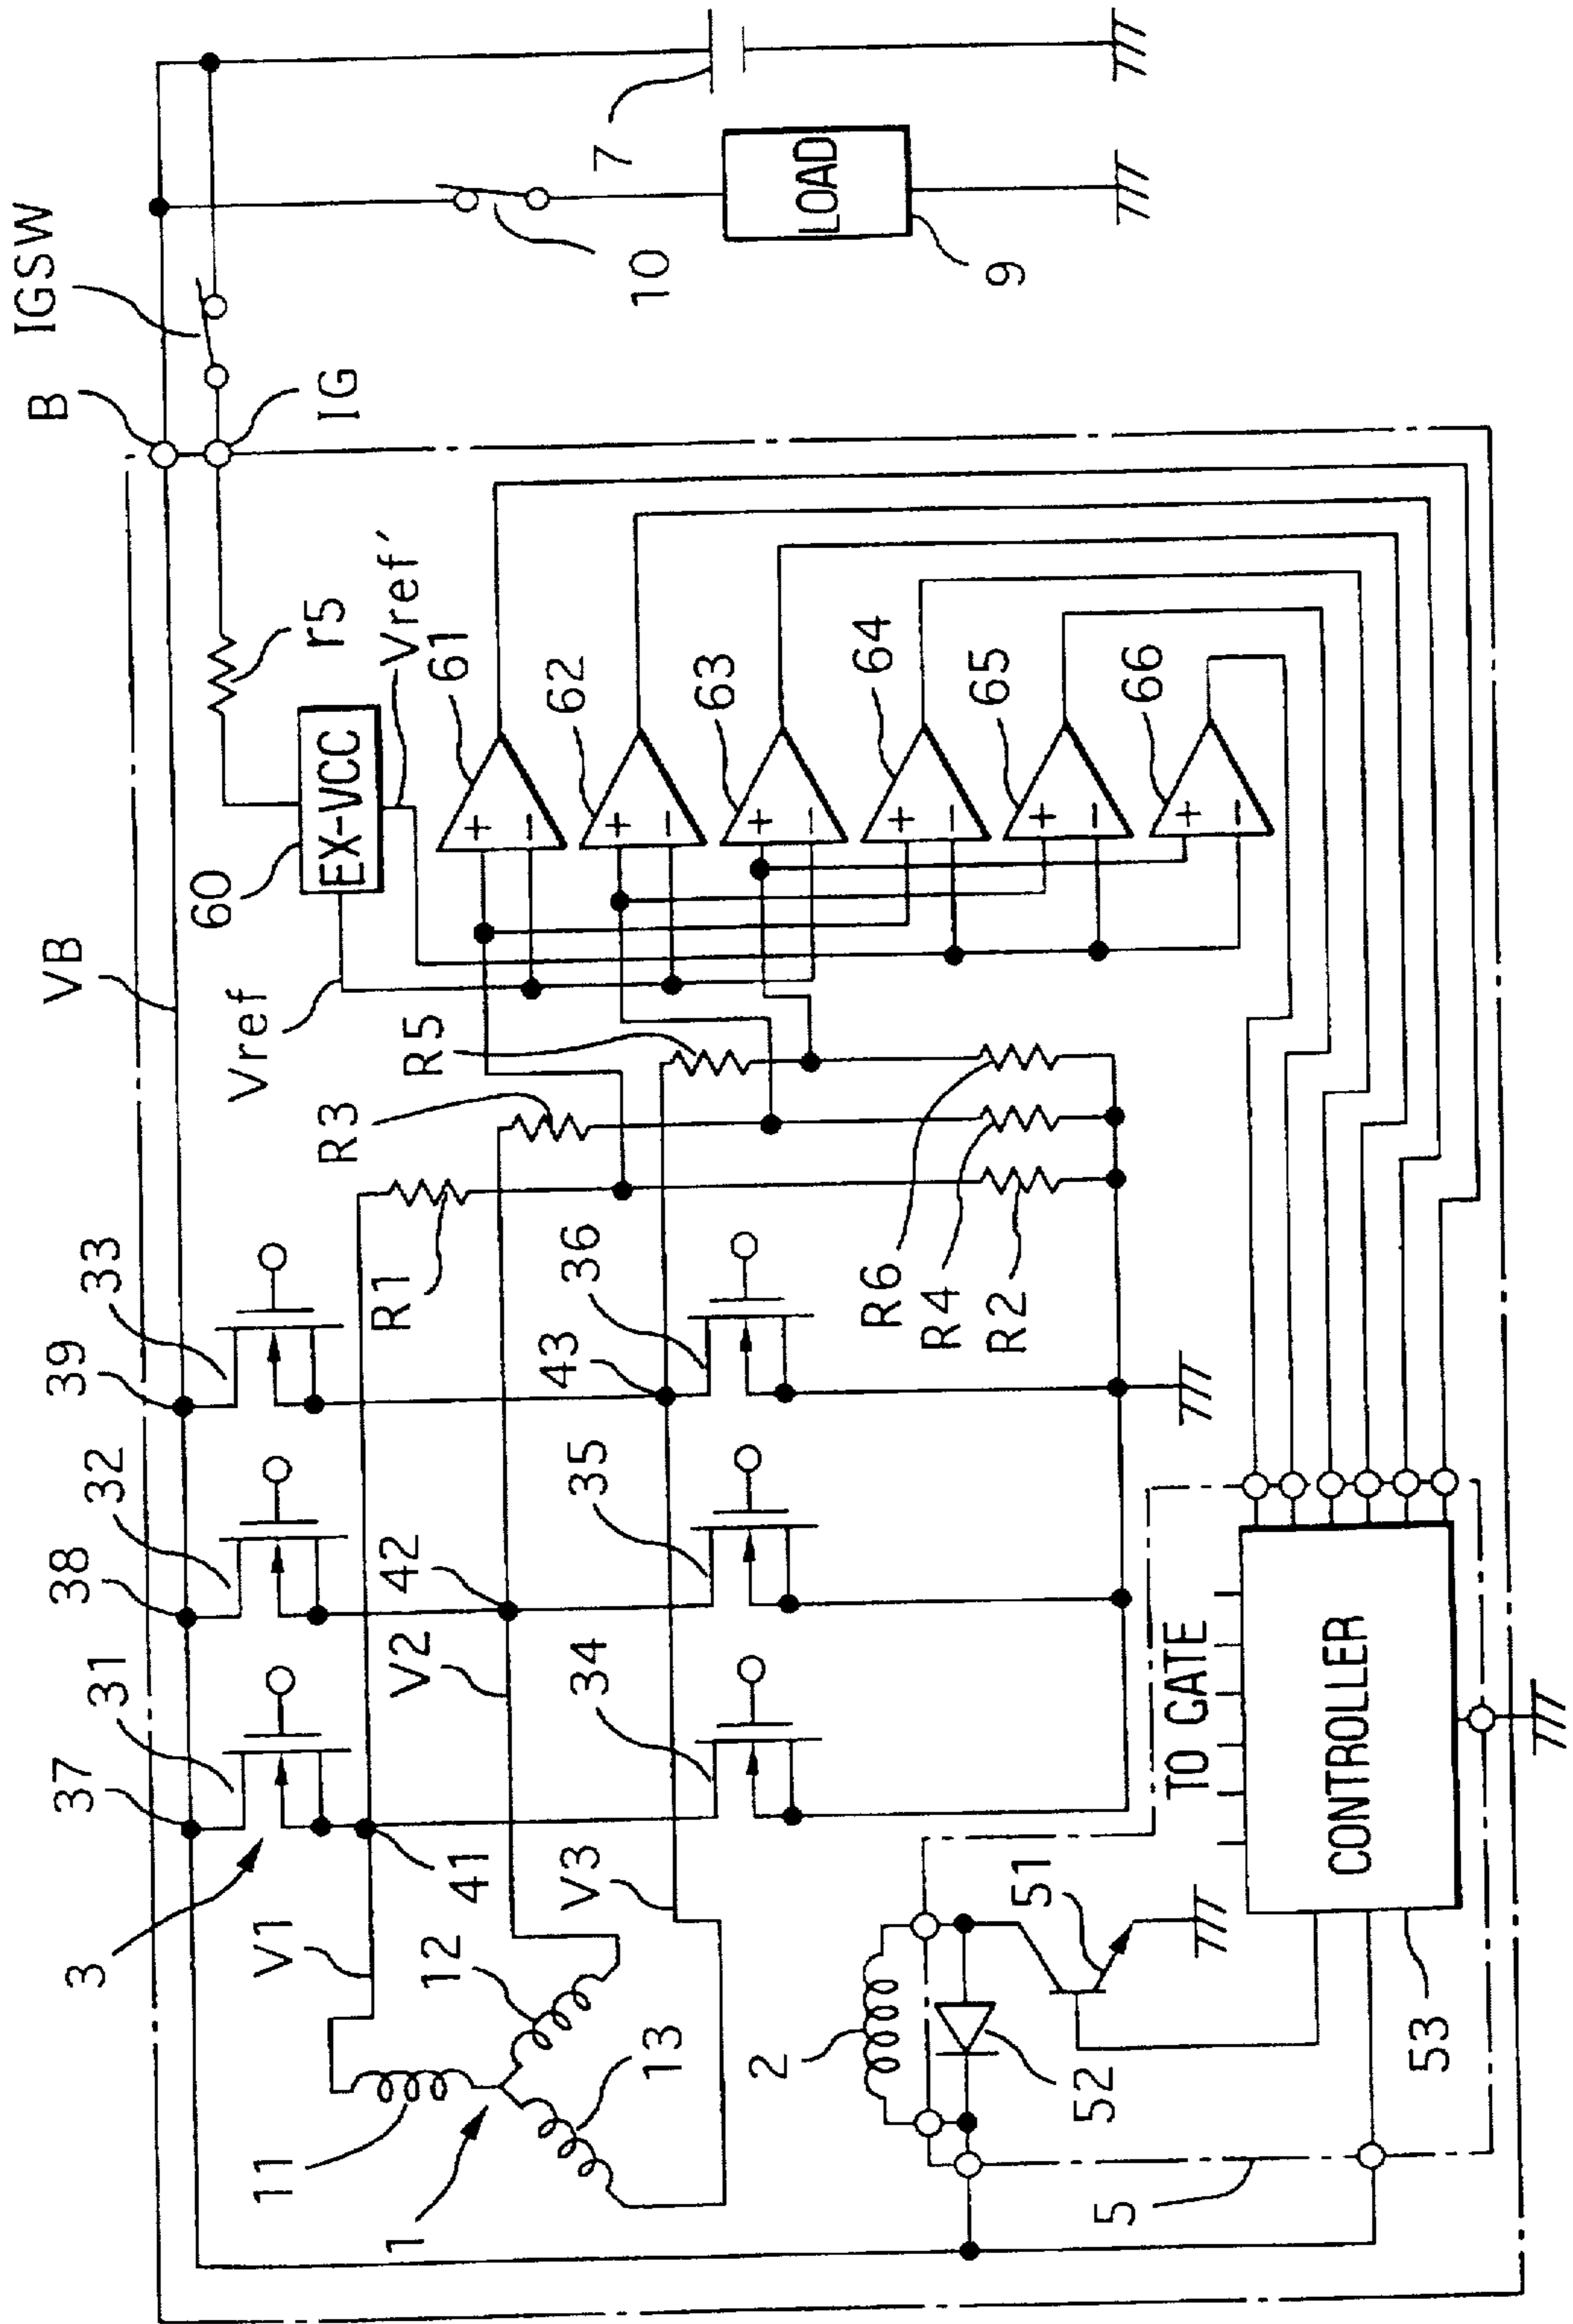 IGSW
B
IG
7
10
LOAD
9
VB
60
EX-VCC
r5
Vref
Vref'
61
62
63
64
65
66
+
−
+
−
+
−
+
−
+
−
+
−
R5
R3
R1
R6
R4
R2
39
33
38
32
37
31
3
43
36
42
35
41
34
V1
V2
V3
11
12
13
1
2
51
52
53
5
TO GATE
CONTROLLER